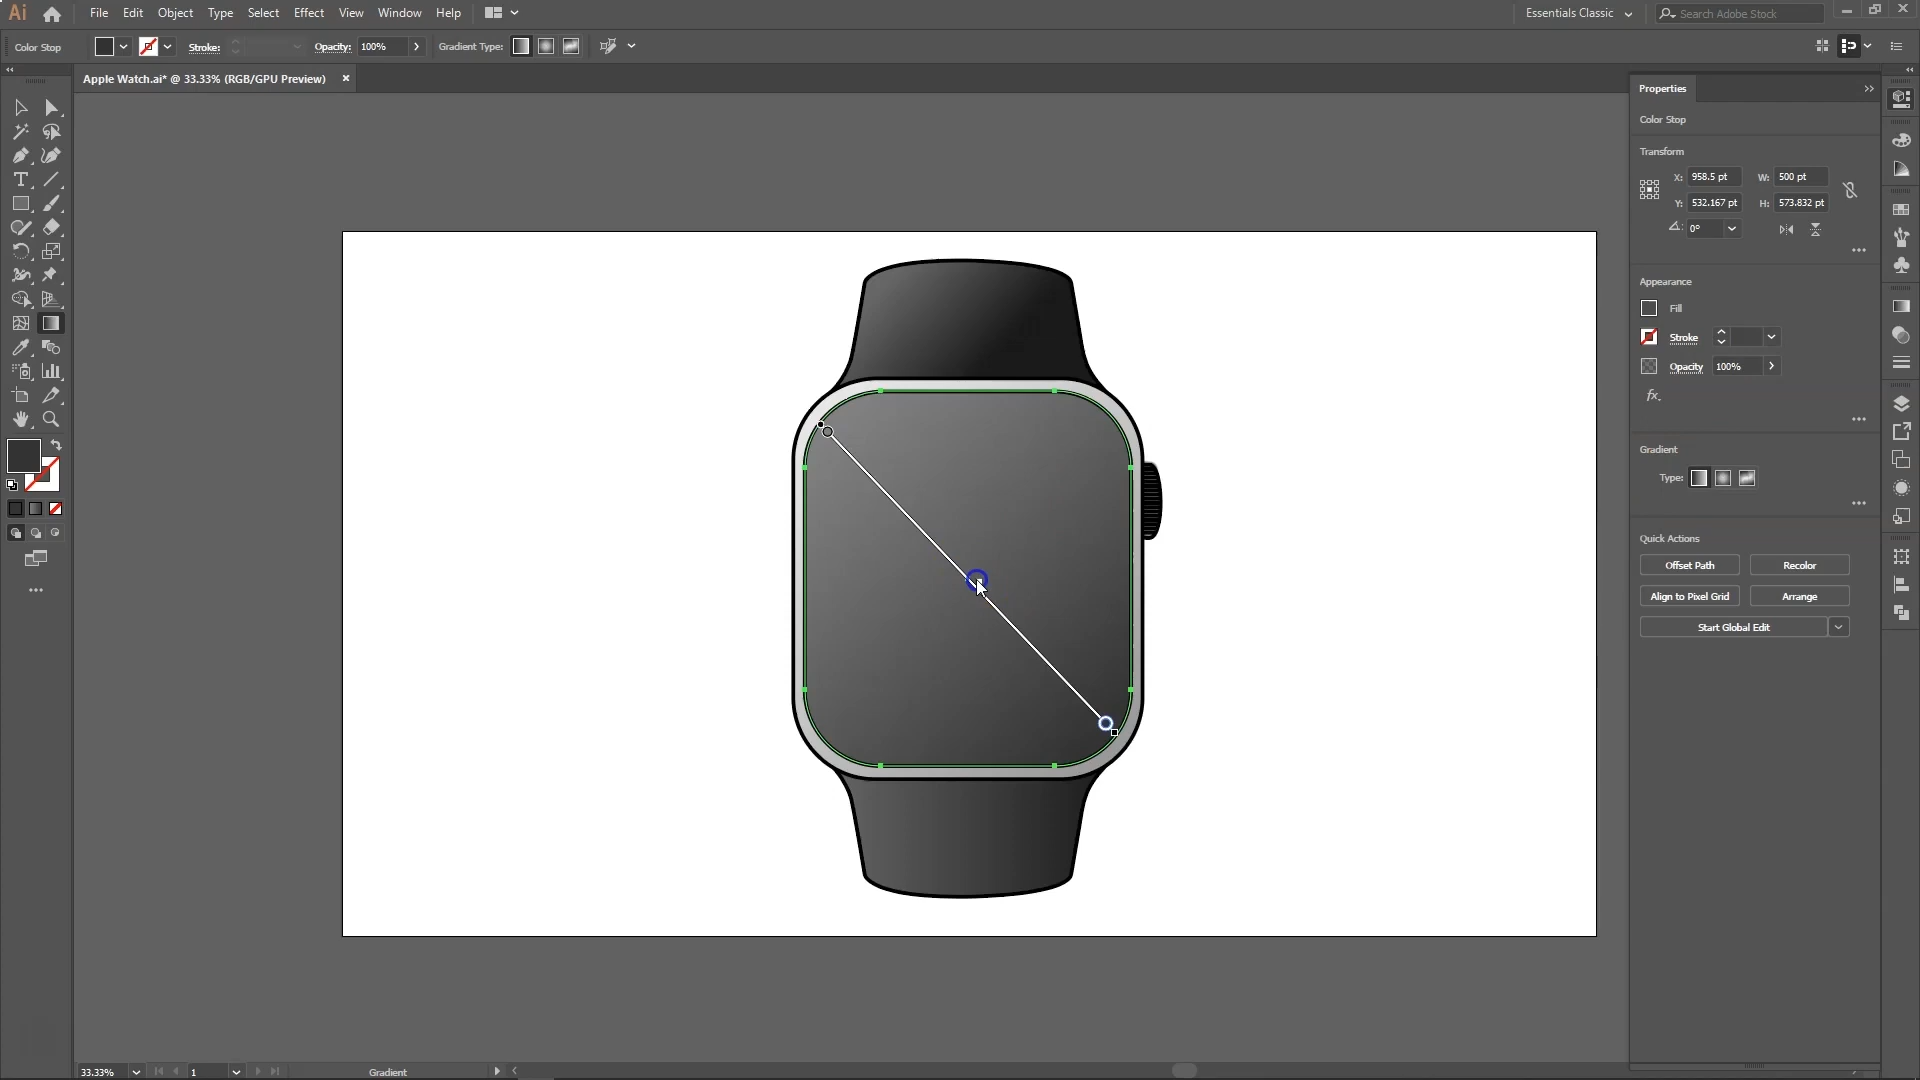 Ai File Edit Object Type Select Effect View Window Help Essentials Classic Search Adobe Stock
Color Stop Stroke: Opacity: 100% Gradient Type:
Apple Watch.ai* @ 33.33% (RGB/GPU Preview)
Properties
Color Stop
Transform
X: 958.5 pt W: 500 pt
Y: 532.167 pt H: 573.832 pt
0°
Appearance
Fill
Stroke
Opacity 100%
fx.
Gradient
Type:
Quick Actions
Offset Path Recolor
Align to Pixel Grid Arrange
Start Global Edit
33.33% 1 Gradient